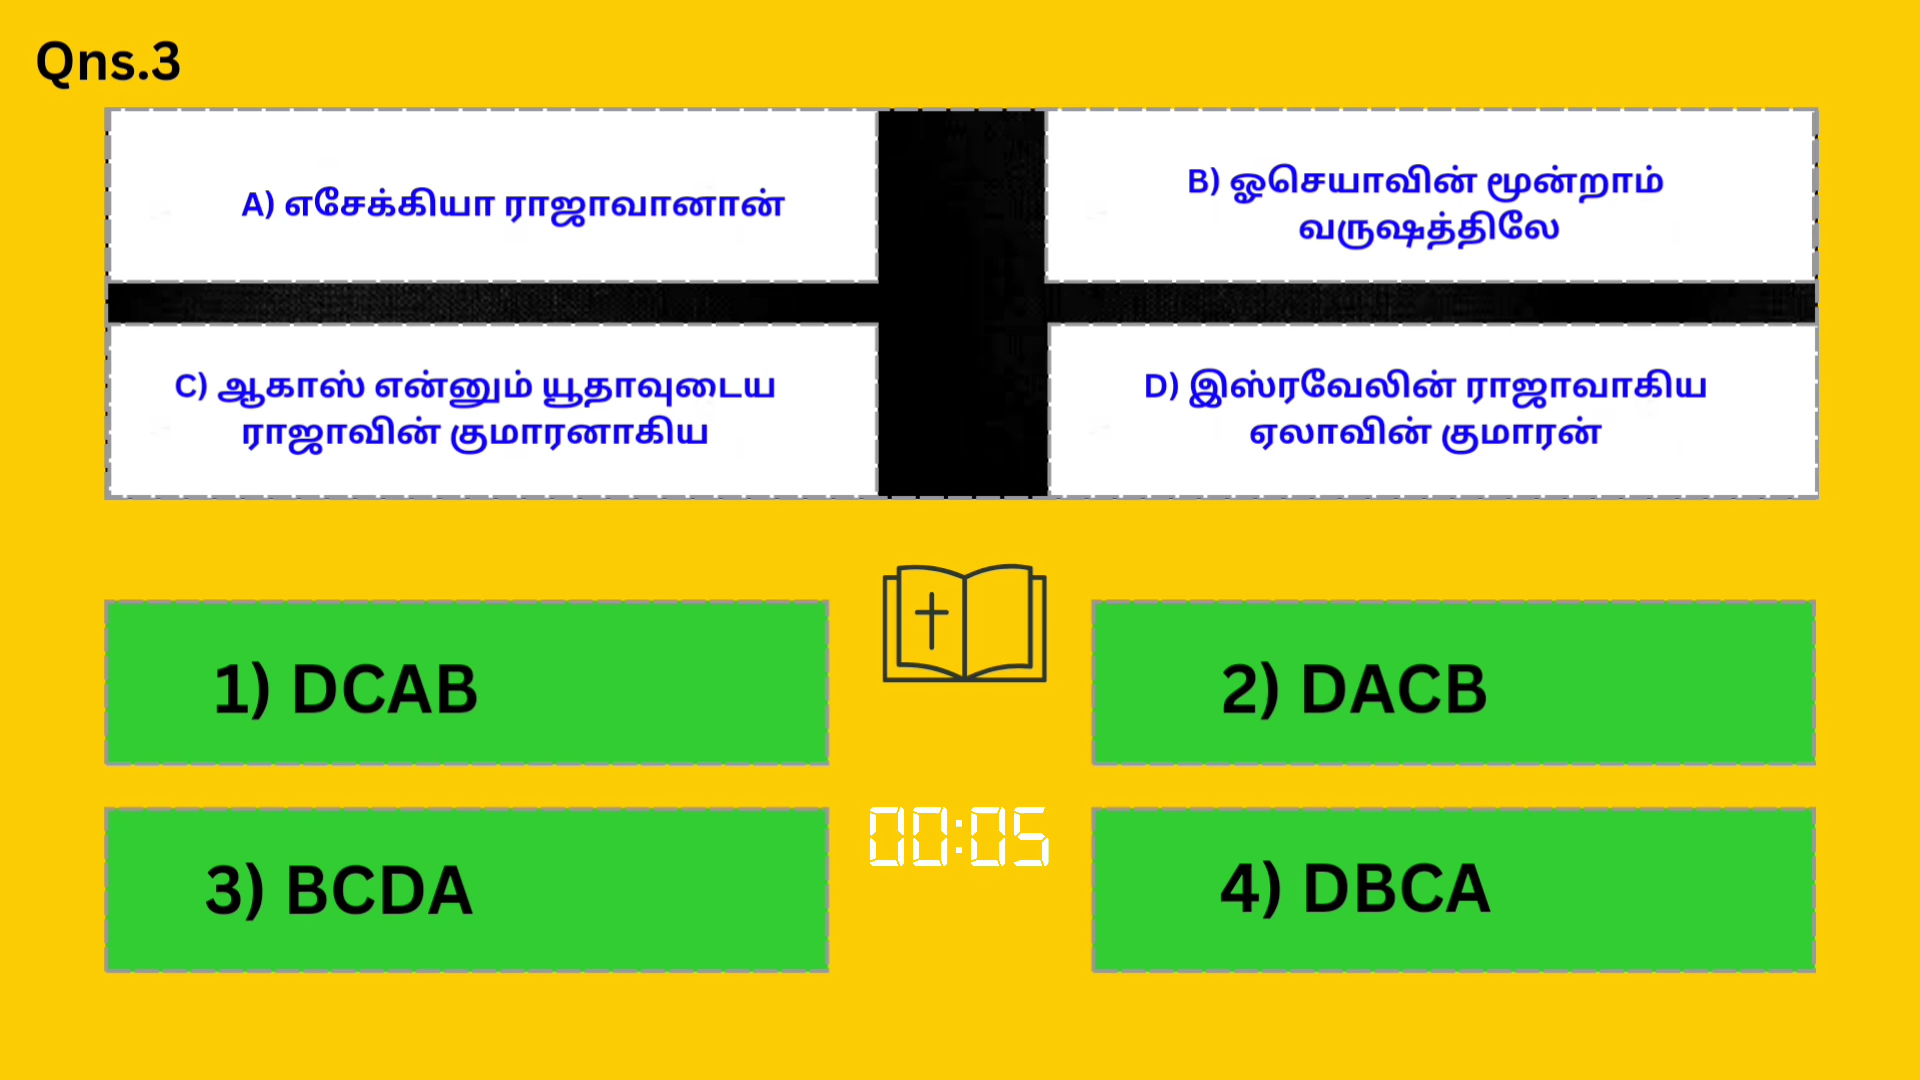 Qns.3
A) எசேக்கியா ராஜாவானான்
B) ஓசெயாவின் மூன்றாம்
வருஷத்திலே
C) ஆகாஸ் என்னும் யூதாவுடைய
ராஜாவின் குமாரனாகிய
D) இஸ்ரவேலின் ராஜாவாகிய
ஏலாவின் குமாரன்
1) DCAB
2) DACB
00:05
3) BCDA
4) DBCA